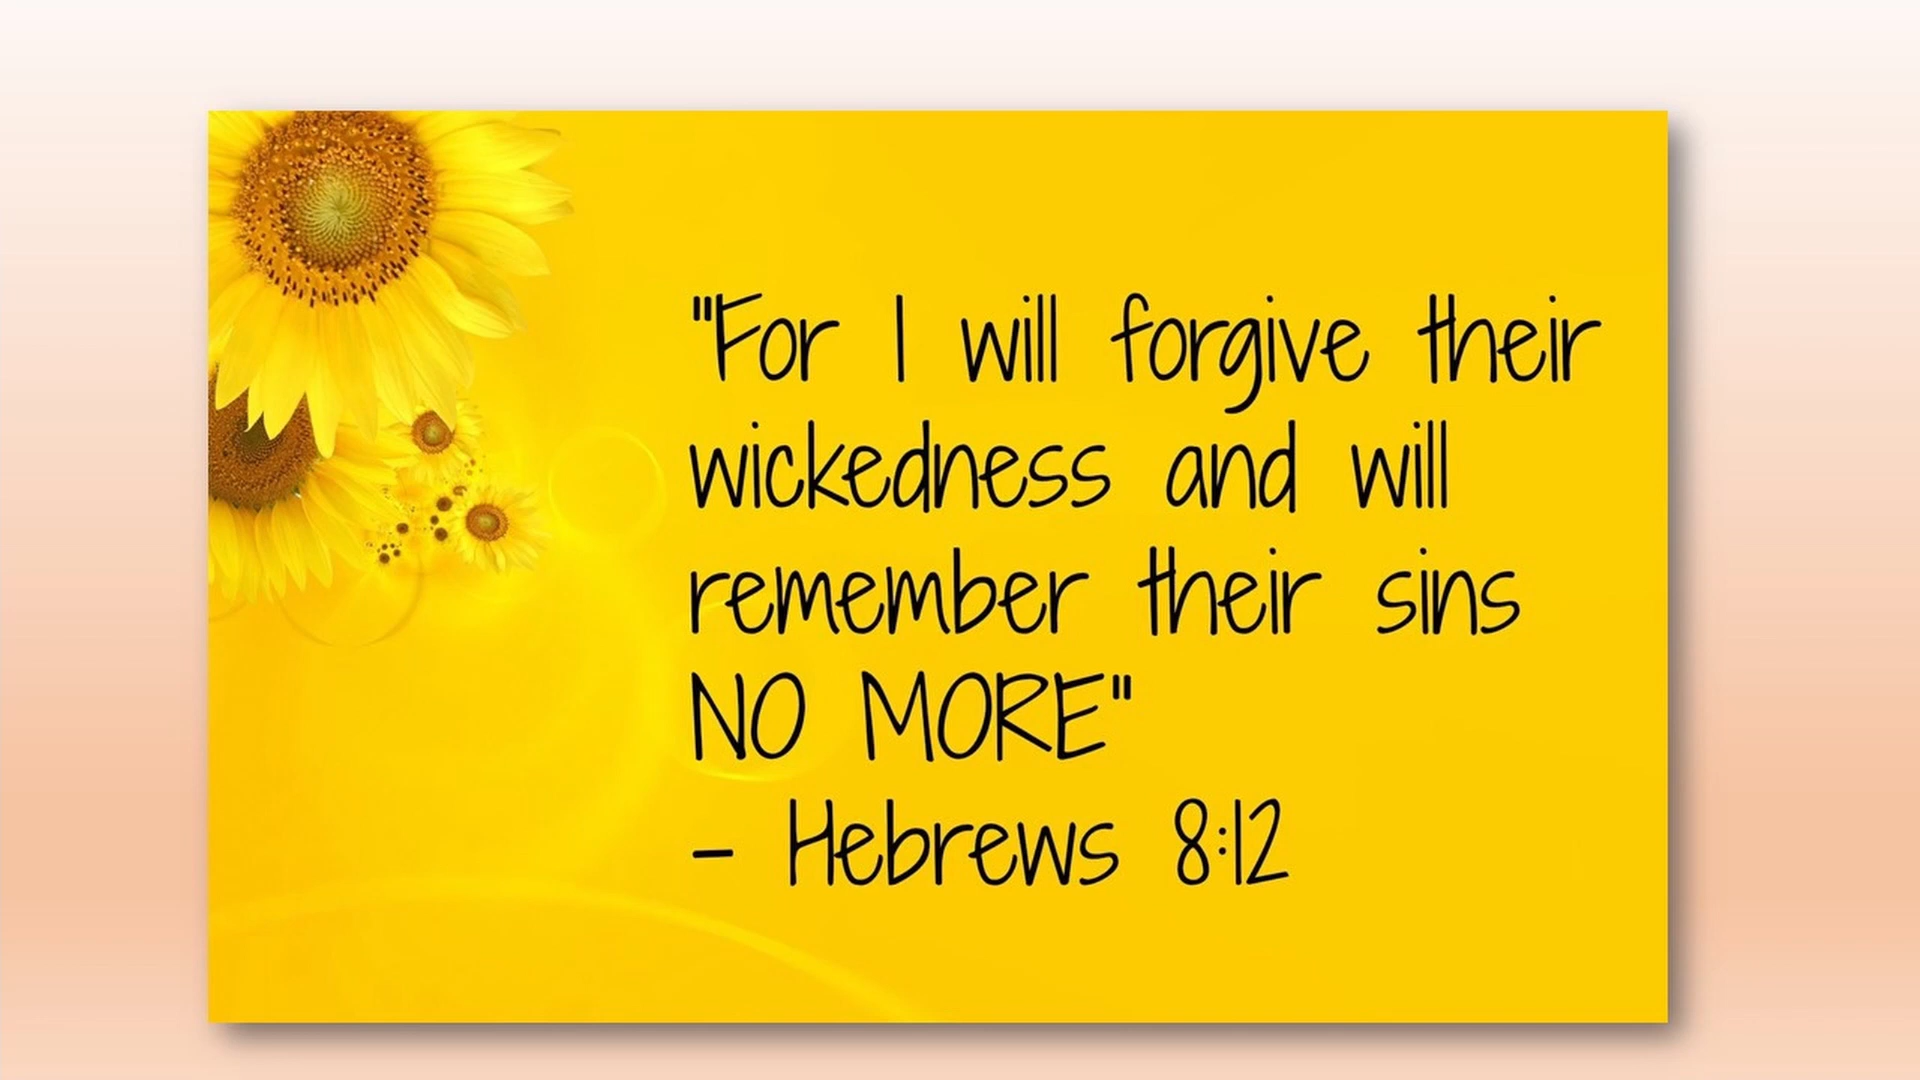 "For I will forgive their
wickedness and will
remember their sins
NO MORE"
- Hebrews 8:12